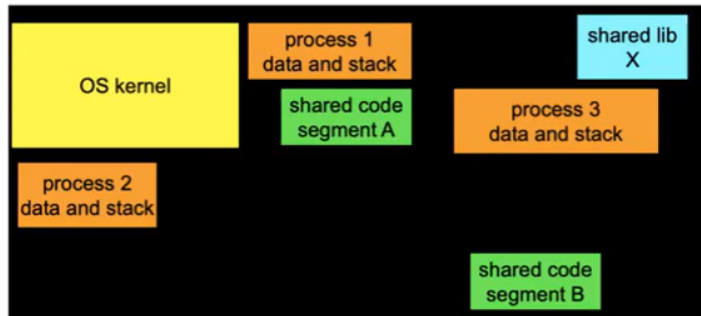 OS kernel
process 1
data and stack
shared code
segment A
shared lib
X
process 3
data and stack
process 2
data and stack
shared code
segment B